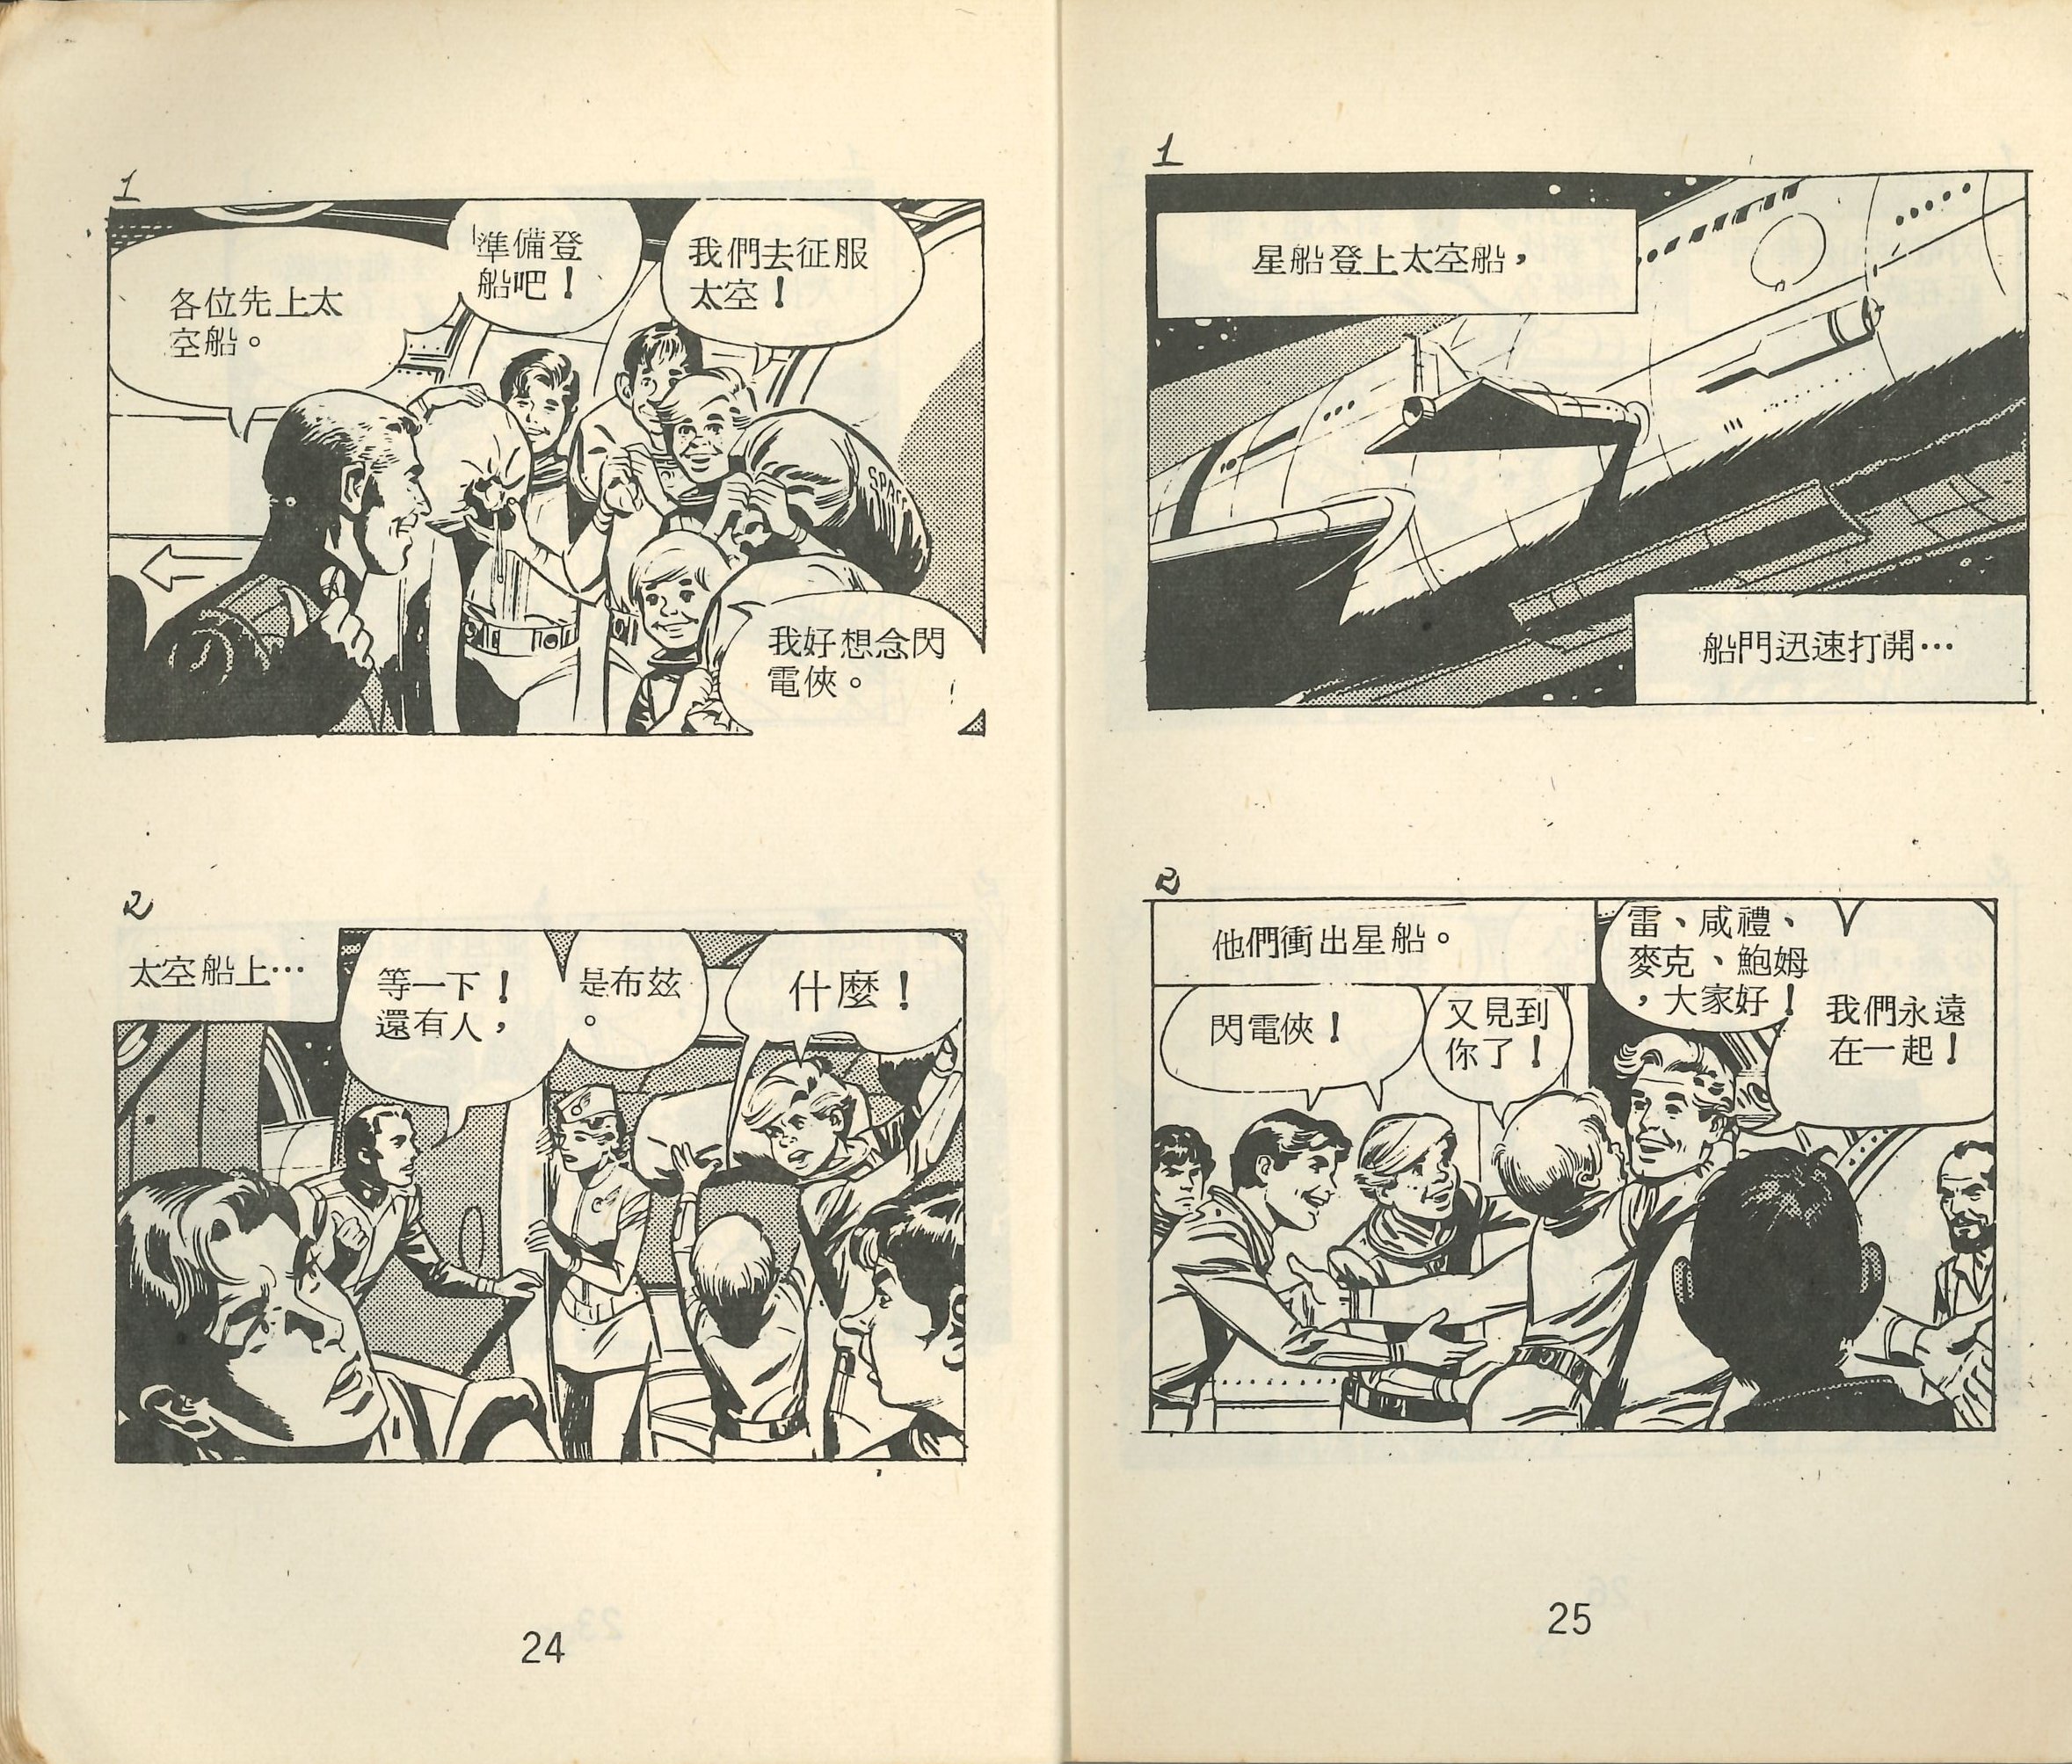 1
各位先上太
空船。
準備登
船吧！
我們去征服
太空！
SPACE
我好想念閃
電俠。
2
太空船上…
等一下！
還有人，
是布玆
。
什麼！
24
1
星船登上太空船，
船門迅速打開…
2
他們衝出星船。
閃電俠！
又見到
你了！
雷、咸禮、
麥克、鮑姆
，大家好！
我們永遠
在一起！
25